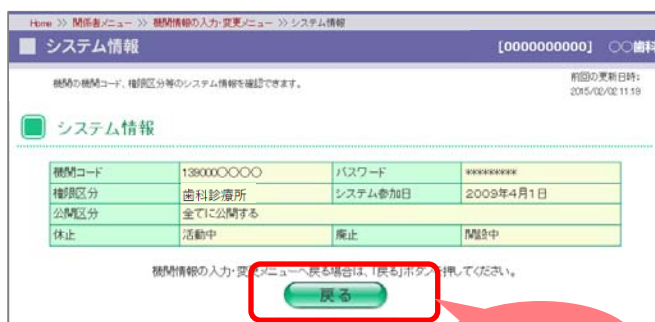 Home >> 関係者メニュー >> 機関情報の入力・変更メニュー >> システム情報
システム情報 [0000000000] 〇〇歯科
機関の機関コード、権限区分等のシステム情報を確認できます。
前回の更新日時:
2015/02/02 11:19
システム情報
機関コード 139000〇〇〇〇 パスワード **********
権限区分 歯科診療所 システム参加日 2009年4月1日
公開区分 全てに公開する
休止 活動中 廃止 開設中
機関情報の入力・変更メニューへ戻る場合は、「戻る」ボタンを押してください。
戻る